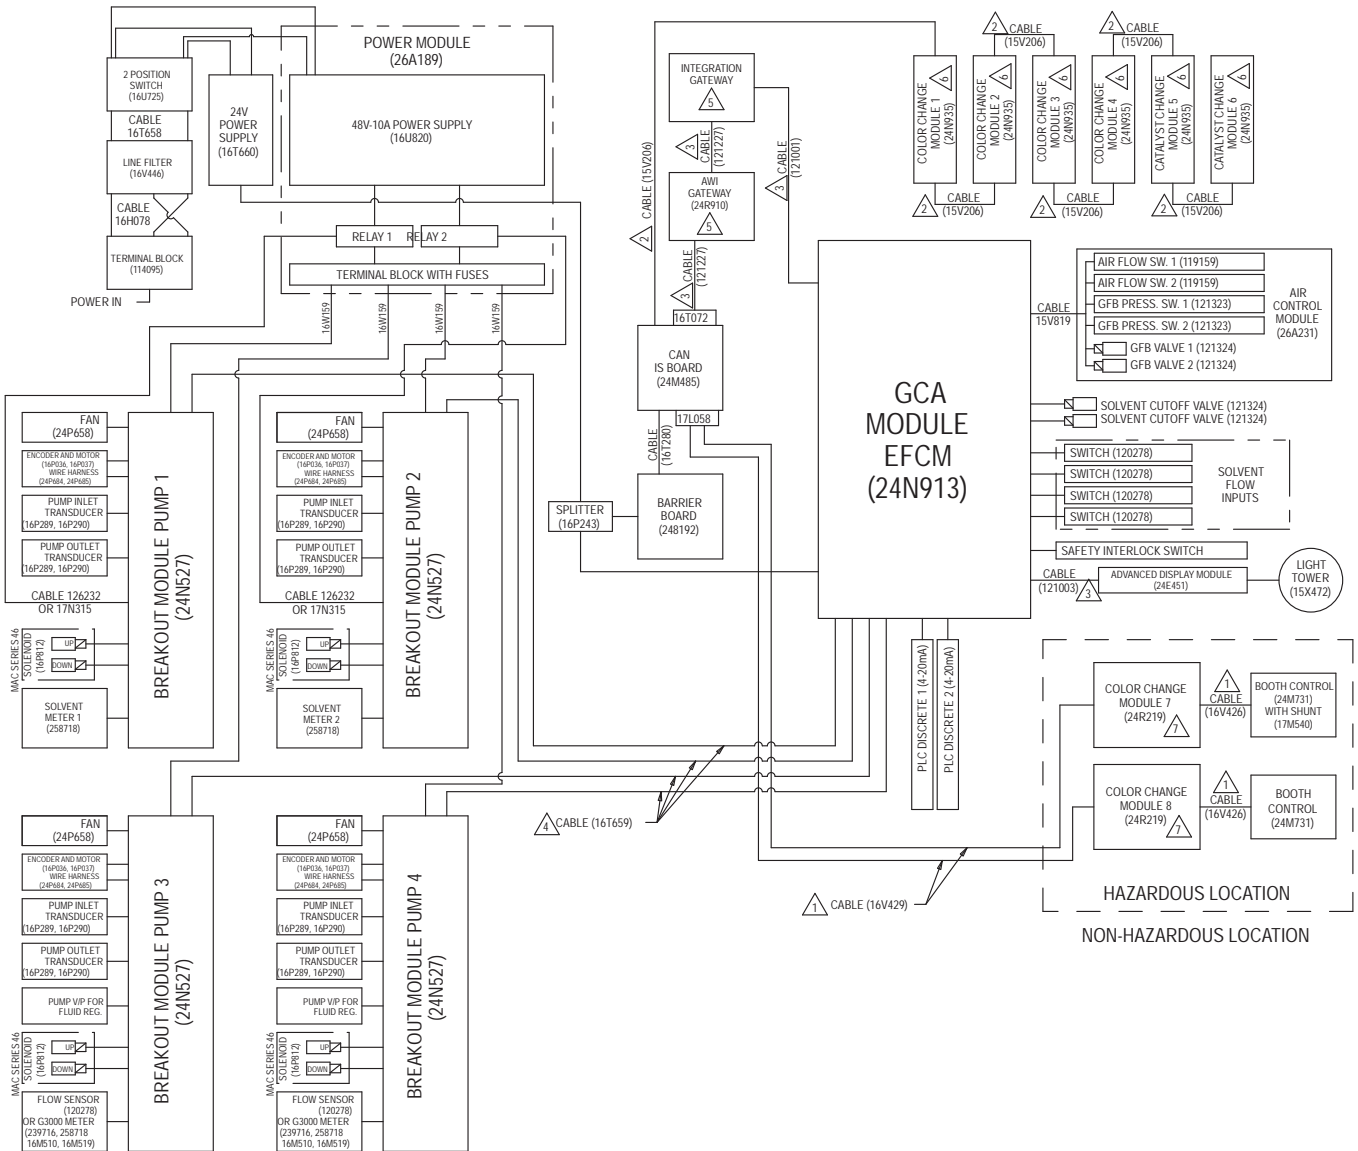 POWER MODULE
(26A189)
2 POSITION
SWITCH
(16U725)
CABLE
16T658
LINE FILTER
(16V446)
CABLE
16H078
TERMINAL BLOCK
(114095)
POWER IN
24V
POWER
SUPPLY
(16T660)
48V-10A POWER SUPPLY
(16U820)
RELAY 1
RELAY 2
TERMINAL BLOCK WITH FUSES
16W159
16W159
16W159
16W159
INTEGRATION
GATEWAY
5
3
CABLE
(121227)
AWI
GATEWAY
(24R910)
5
3
CABLE
(121227)
3
CABLE
(121001)
2
CABLE (15V206)
16T072
CAN
IS BOARD
(24M485)
17L058
CABLE
(16T280)
SPLITTER
(16P243)
BARRIER
BOARD
(248192)
2
CABLE
(15V206)
2
CABLE
(15V206)
COLOR CHANGE
MODULE 1
(24N935)
6
COLOR CHANGE
MODULE 2
(24N935)
6
COLOR CHANGE
MODULE 3
(24N935)
6
COLOR CHANGE
MODULE 4
(24N935)
6
CATALYST CHANGE
MODULE 5
(24N935)
6
CATALYST CHANGE
MODULE 6
(24N935)
6
2
CABLE
(15V206)
2
CABLE
(15V206)
2
CABLE
(15V206)
GCA
MODULE
EFCM
(24N913)
CABLE
15V819
AIR FLOW SW. 1 (119159)
AIR FLOW SW. 2 (119159)
GFB PRESS. SW. 1 (121323)
GFB PRESS. SW. 2 (121323)
GFB VALVE 1 (121324)
GFB VALVE 2 (121324)
AIR
CONTROL
MODULE
(26A231)
SOLVENT CUTOFF VALVE (121324)
SOLVENT CUTOFF VALVE (121324)
SWITCH (120278)
SWITCH (120278)
SWITCH (120278)
SWITCH (120278)
SOLVENT
FLOW
INPUTS
SAFETY INTERLOCK SWITCH
CABLE
(121003)
3
ADVANCED DISPLAY MODULE
(24E451)
LIGHT
TOWER
(15X472)
PLC DISCRETE 1 (4-20mA)
PLC DISCRETE 2 (4-20mA)
COLOR CHANGE
MODULE 7
(24R219)
7
1
CABLE
(16V426)
BOOTH CONTROL
(24M731)
WITH SHUNT
(17M540)
COLOR CHANGE
MODULE 8
(24R219)
7
1
CABLE
(16V426)
BOOTH
CONTROL
(24M731)
HAZARDOUS LOCATION
NON-HAZARDOUS LOCATION
4
CABLE (16T659)
1
CABLE (16V429)
FAN
(24P658)
ENCODER AND MOTOR
(16P036, 16P037)
WIRE HARNESS
(24P684, 24P685)
PUMP INLET
TRANSDUCER
(16P289, 16P290)
PUMP OUTLET
TRANSDUCER
(16P289, 16P290)
CABLE 126232
OR 17N315
MAC SERIES 46
SOLENOID
(16P812)
UP
DOWN
SOLVENT
METER 1
(258718)
BREAKOUT MODULE PUMP 1
(24N527)
FAN
(24P658)
ENCODER AND MOTOR
(16P036, 16P037)
WIRE HARNESS
(24P684, 24P685)
PUMP INLET
TRANSDUCER
(16P289, 16P290)
PUMP OUTLET
TRANSDUCER
(16P289, 16P290)
CABLE 126232
OR 17N315
MAC SERIES 46
SOLENOID
(16P812)
UP
DOWN
SOLVENT
METER 2
(258718)
BREAKOUT MODULE PUMP 2
(24N527)
FAN
(24P658)
ENCODER AND MOTOR
(16P036, 16P037)
WIRE HARNESS
(24P684, 24P685)
PUMP INLET
TRANSDUCER
(16P289, 16P290)
PUMP OUTLET
TRANSDUCER
(16P289, 16P290)
PUMP V/P FOR
FLUID REG.
MAC SERIES 46
SOLENOID
(16P812)
UP
DOWN
FLOW SENSOR
(120278)
OR G3000 METER
(239716, 258718
16M510, 16M519)
BREAKOUT MODULE PUMP 3
(24N527)
FAN
(24P658)
ENCODER AND MOTOR
(16P036, 16P037)
WIRE HARNESS
(24P684, 24P685)
PUMP INLET
TRANSDUCER
(16P289, 16P290)
PUMP OUTLET
TRANSDUCER
(16P289, 16P290)
PUMP V/P FOR
FLUID REG.
MAC SERIES 46
SOLENOID
(16P812)
UP
DOWN
FLOW SENSOR
(120278)
OR G3000 METER
(239716, 258718
16M510, 16M519)
BREAKOUT MODULE PUMP 4
(24N527)